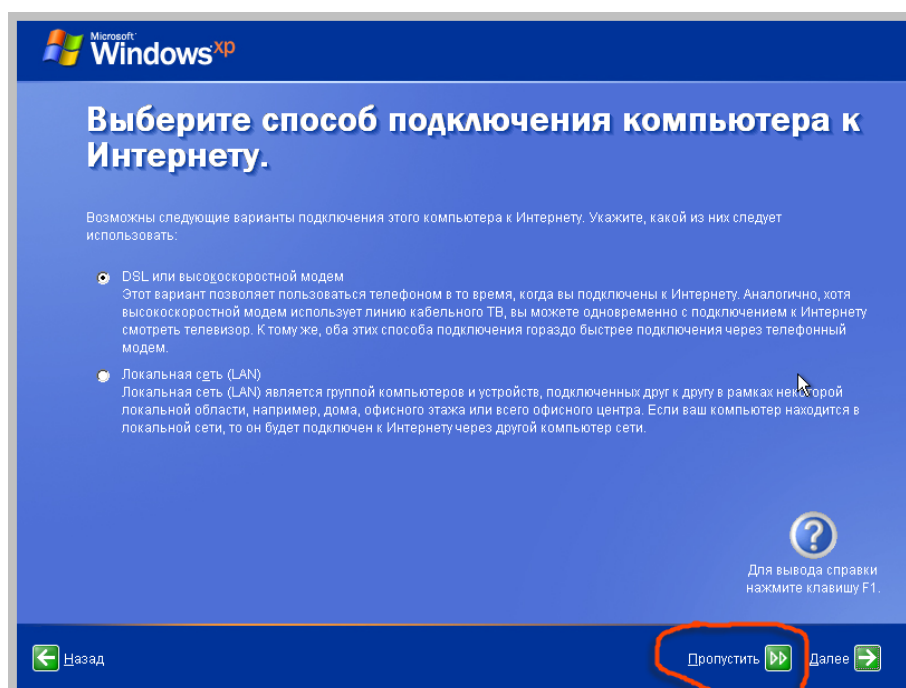 Microsoft
Windows xp
Выберите способ подключения компьютера к
Интернету.
Возможны следующие варианты подключения этого компьютера к Интернету. Укажите, какой из них следует
использовать:
DSL или высокоскоростной модем
Этот вариант позволяет пользоваться телефоном в то время, когда вы подключены к Интернету. Аналогично, хотя
высокоскоростной модем использует линию кабельного ТВ, вы можете одновременно с подключением к Интернету
смотреть телевизор. К тому же, оба этих способа подключения гораздо быстрее подключения через телефонный
модем.
Локальная сеть (LAN)
Локальная сеть (LAN) является группой компьютеров и устройств, подключенных друг к другу в рамках некоторой
локальной области, например, дома, офисного этажа или всего офисного центра. Если ваш компьютер находится в
локальной сети, то он будет подключен к Интернету через другой компьютер сети.
Для вывода справки
нажмите клавишу F1.
Назад
Пропустить
Далее